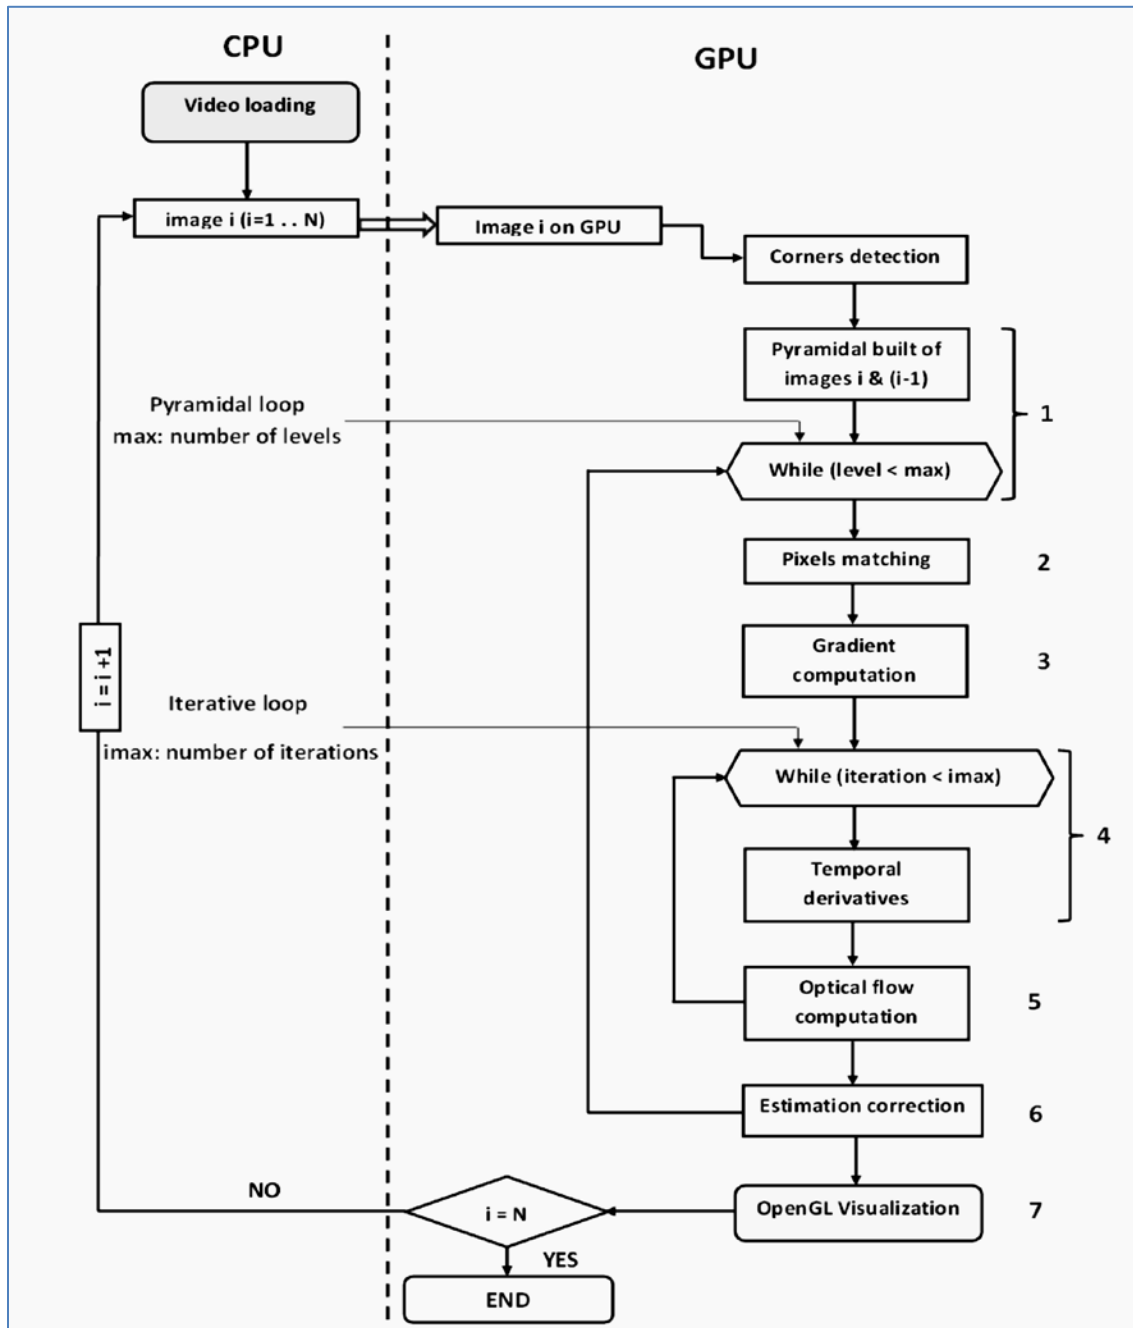 CPU
GPU
Video loading
image i (i=1 . . N)
Image i on GPU
Corners detection
Pyramidal built of
images i & (i-1)
1
Pyramidal loop
max: number of levels
While (level < max)
Pixels matching
2
Gradient
computation
3
i = i +1
Iterative loop
imax: number of iterations
While (iteration < imax)
4
Temporal
derivatives
Optical flow
computation
5
Estimation correction
6
OpenGL Visualization
7
NO
i = N
YES
END